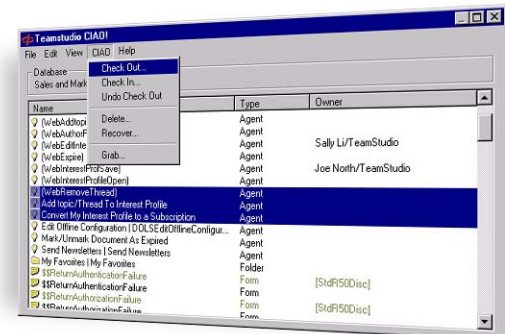 Teamstudio CIAO!
File Edit View CIAO Help
Database
Sales and Mark
Check Out...
Check In...
Undo Check Out
Delete...
Recover...
Grab...
Name Type Owner
(WebAddtopi Agent
(WebAuthorF Agent
(WebEditInte Agent Sally Li/TeamStudio
(WebExpire) Agent
(WebInterestProfSave) Agent Joe North/TeamStudio
(WebInterestProfileOpen) Agent
(WebRemoveThread) Agent
Add topic/Thread To Interest Profile Agent
Convert My Interest Profile to a Subscription Agent
Edit Offline Configuration | DOLSEditOfflineConfigur... Agent
Mark/Unmark Document As Expired Agent
Send Newsletters | Send Newsletters Agent
My Favorites | My Favorites Folder
$$ReturnAuthenticationFailure Form [StdR50Disc]
$$ReturnAuthenticationFailure Form
$$ReturnAuthorizationFailure Form [StdR50Disc]
$$ReturnAuthorizationFailure Form